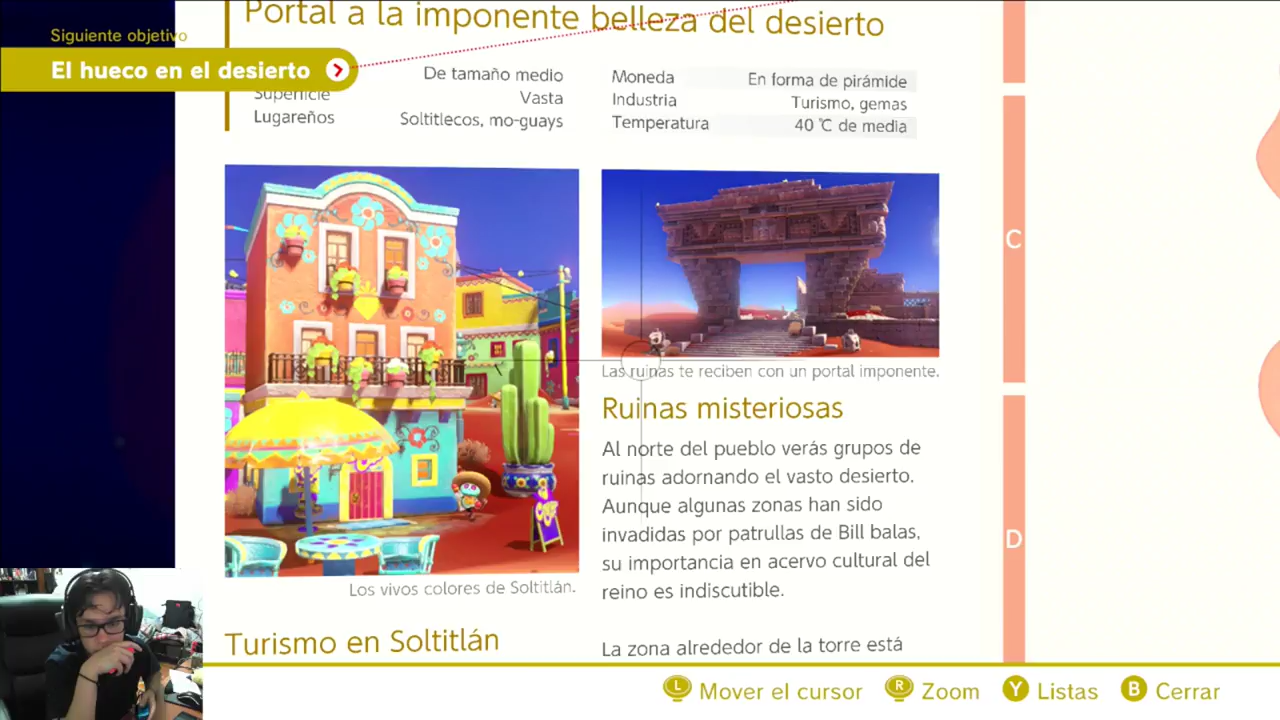 Portal a la imponente belleza del desierto
Siguiente objetivo
El hueco en el desierto
De tamaño medio
Superficie Vasta
Lugareños Soltitlecos, mo-guays
Moneda En forma de pirámide
Industria Turismo, gemas
Temperatura 40 ℃ de media
C
Las ruinas te reciben con un portal imponente.
Ruinas misteriosas
Al norte del pueblo verás grupos de
ruinas adornando el vasto desierto.
Aunque algunas zonas han sido
invadidas por patrullas de Bill balas,
su importancia en acervo cultural del
reino es indiscutible.
D
Los vivos colores de Soltitlán.
Turismo en Soltitlán
La zona alrededor de la torre está
L Mover el cursor R Zoom Y Listas B Cerrar